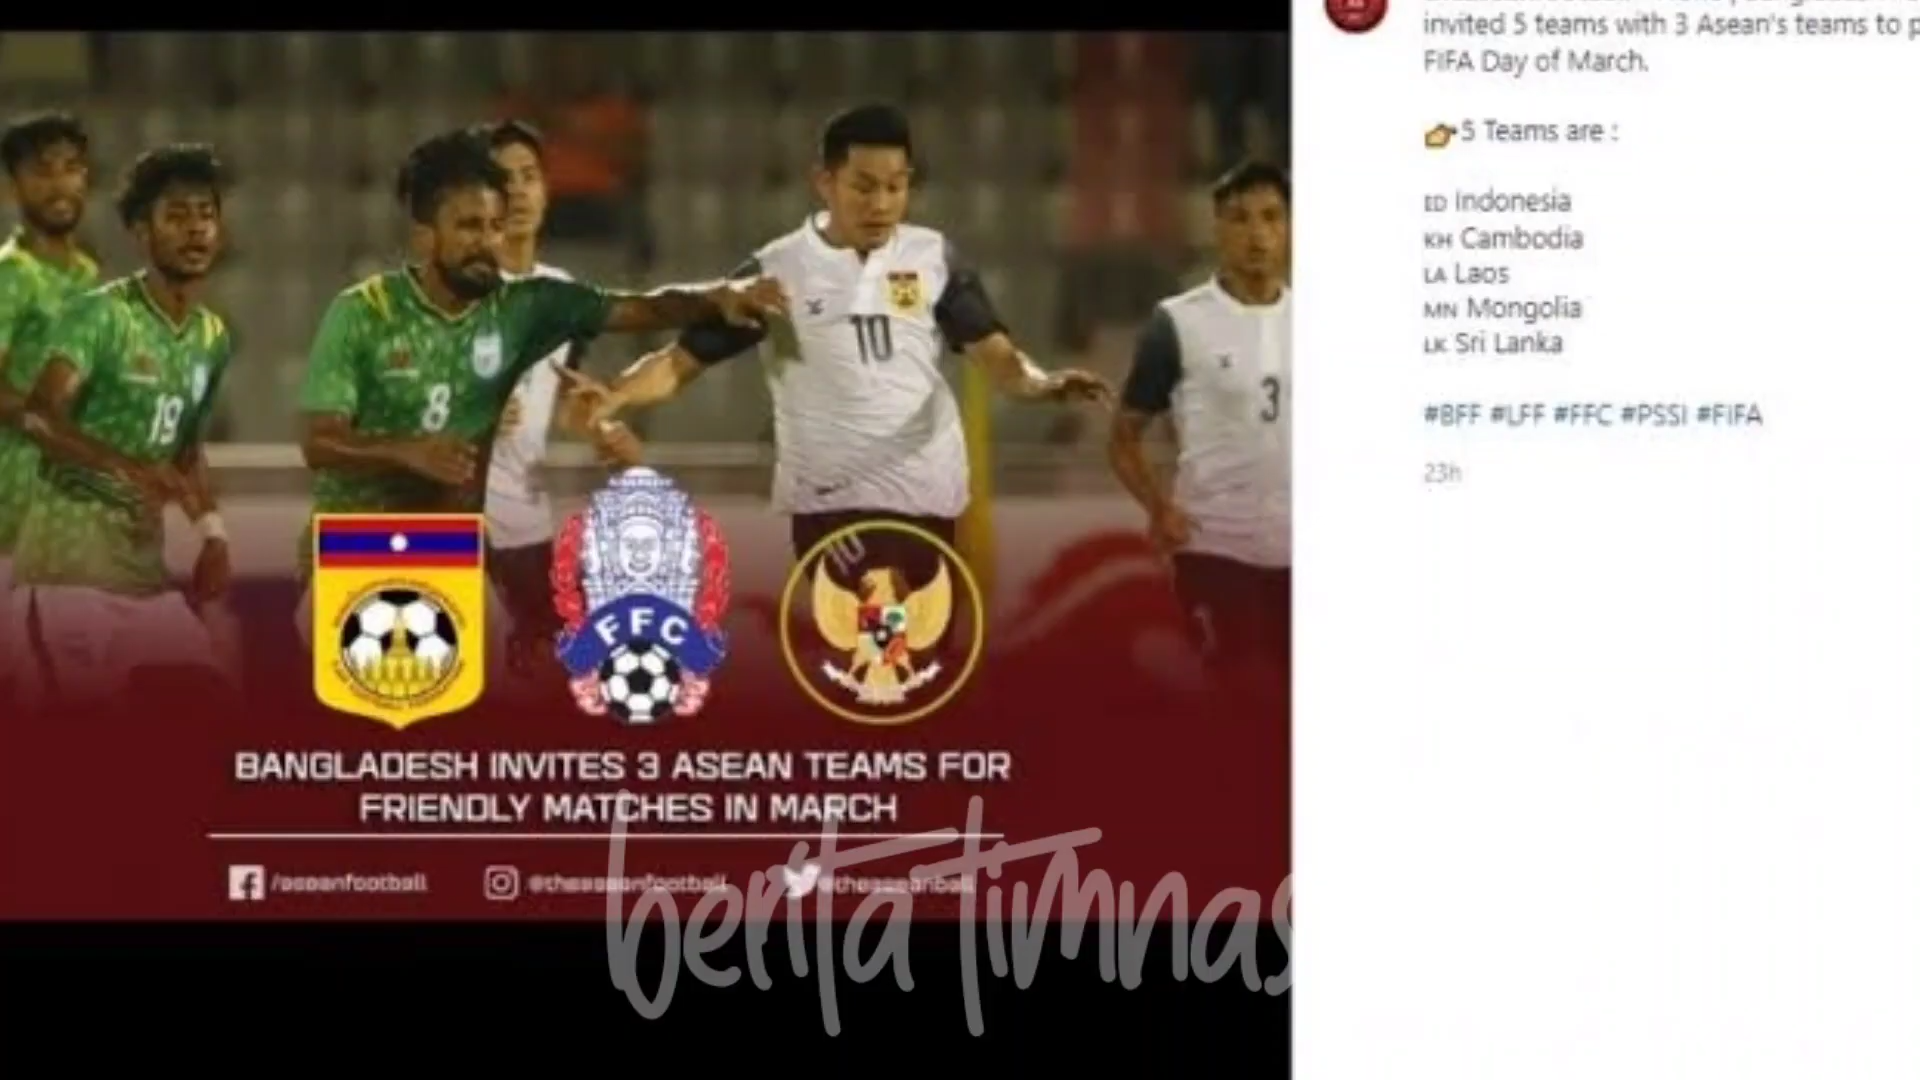 invited 5 teams with 3 Asean's teams to
FIFA Day of March.
👉5 Teams are :
ID Indonesia
KH Cambodia
LA Laos
MN Mongolia
LK Sri Lanka
#BFF #LFF #FFC #PSSI #FIFA
23h
19
8
10
3
10
FFC
BANGLADESH INVITES 3 ASEAN TEAMS FOR
FRIENDLY MATCHES IN MARCH
/aseanfootball @theaseanfootball @theaseanball
berita timnas